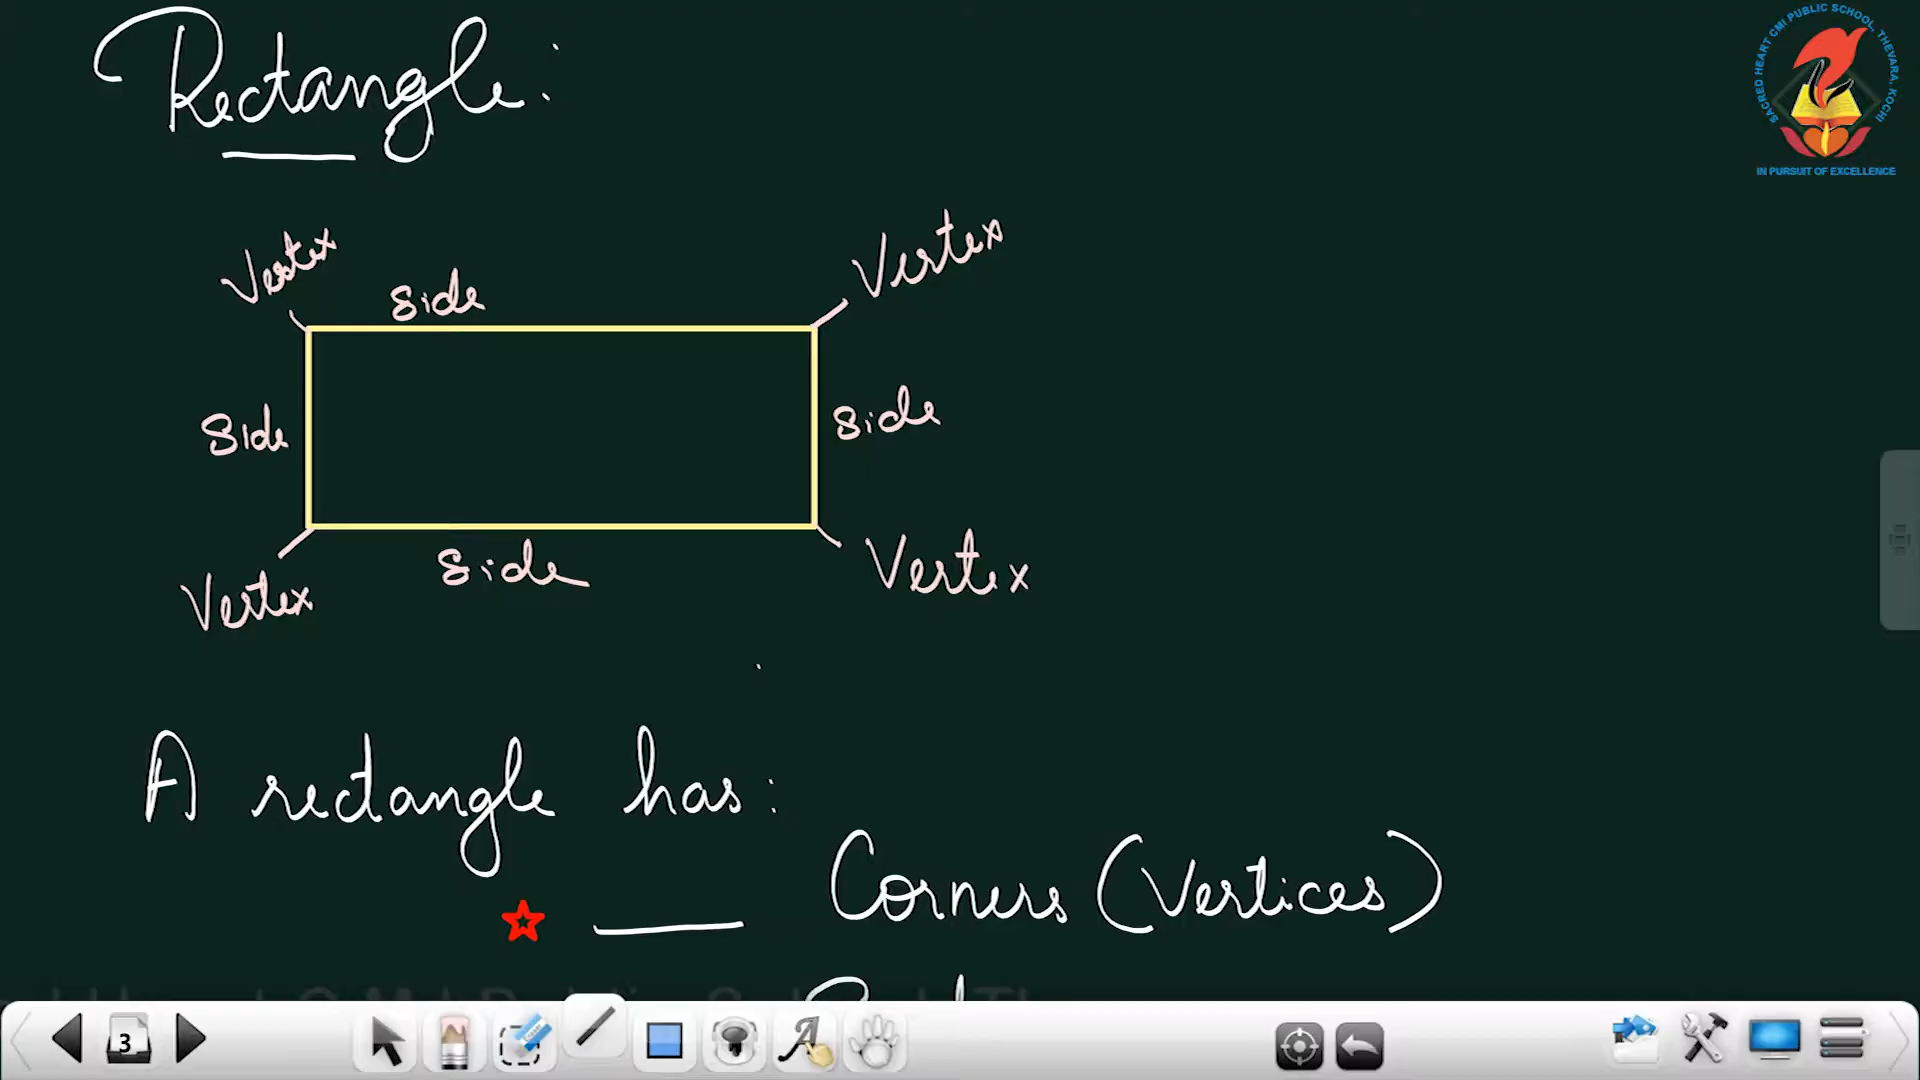 Rectangle:
SACRED HEART CMI PUBLIC SCHOOL, THEVARA, KOCHI
IN PURSUIT OF EXCELLENCE
Vertex
Side
Vertex
Side
Side
Vertex
Side
Vertex
A rectangle has:
Corners (Vertices)
3